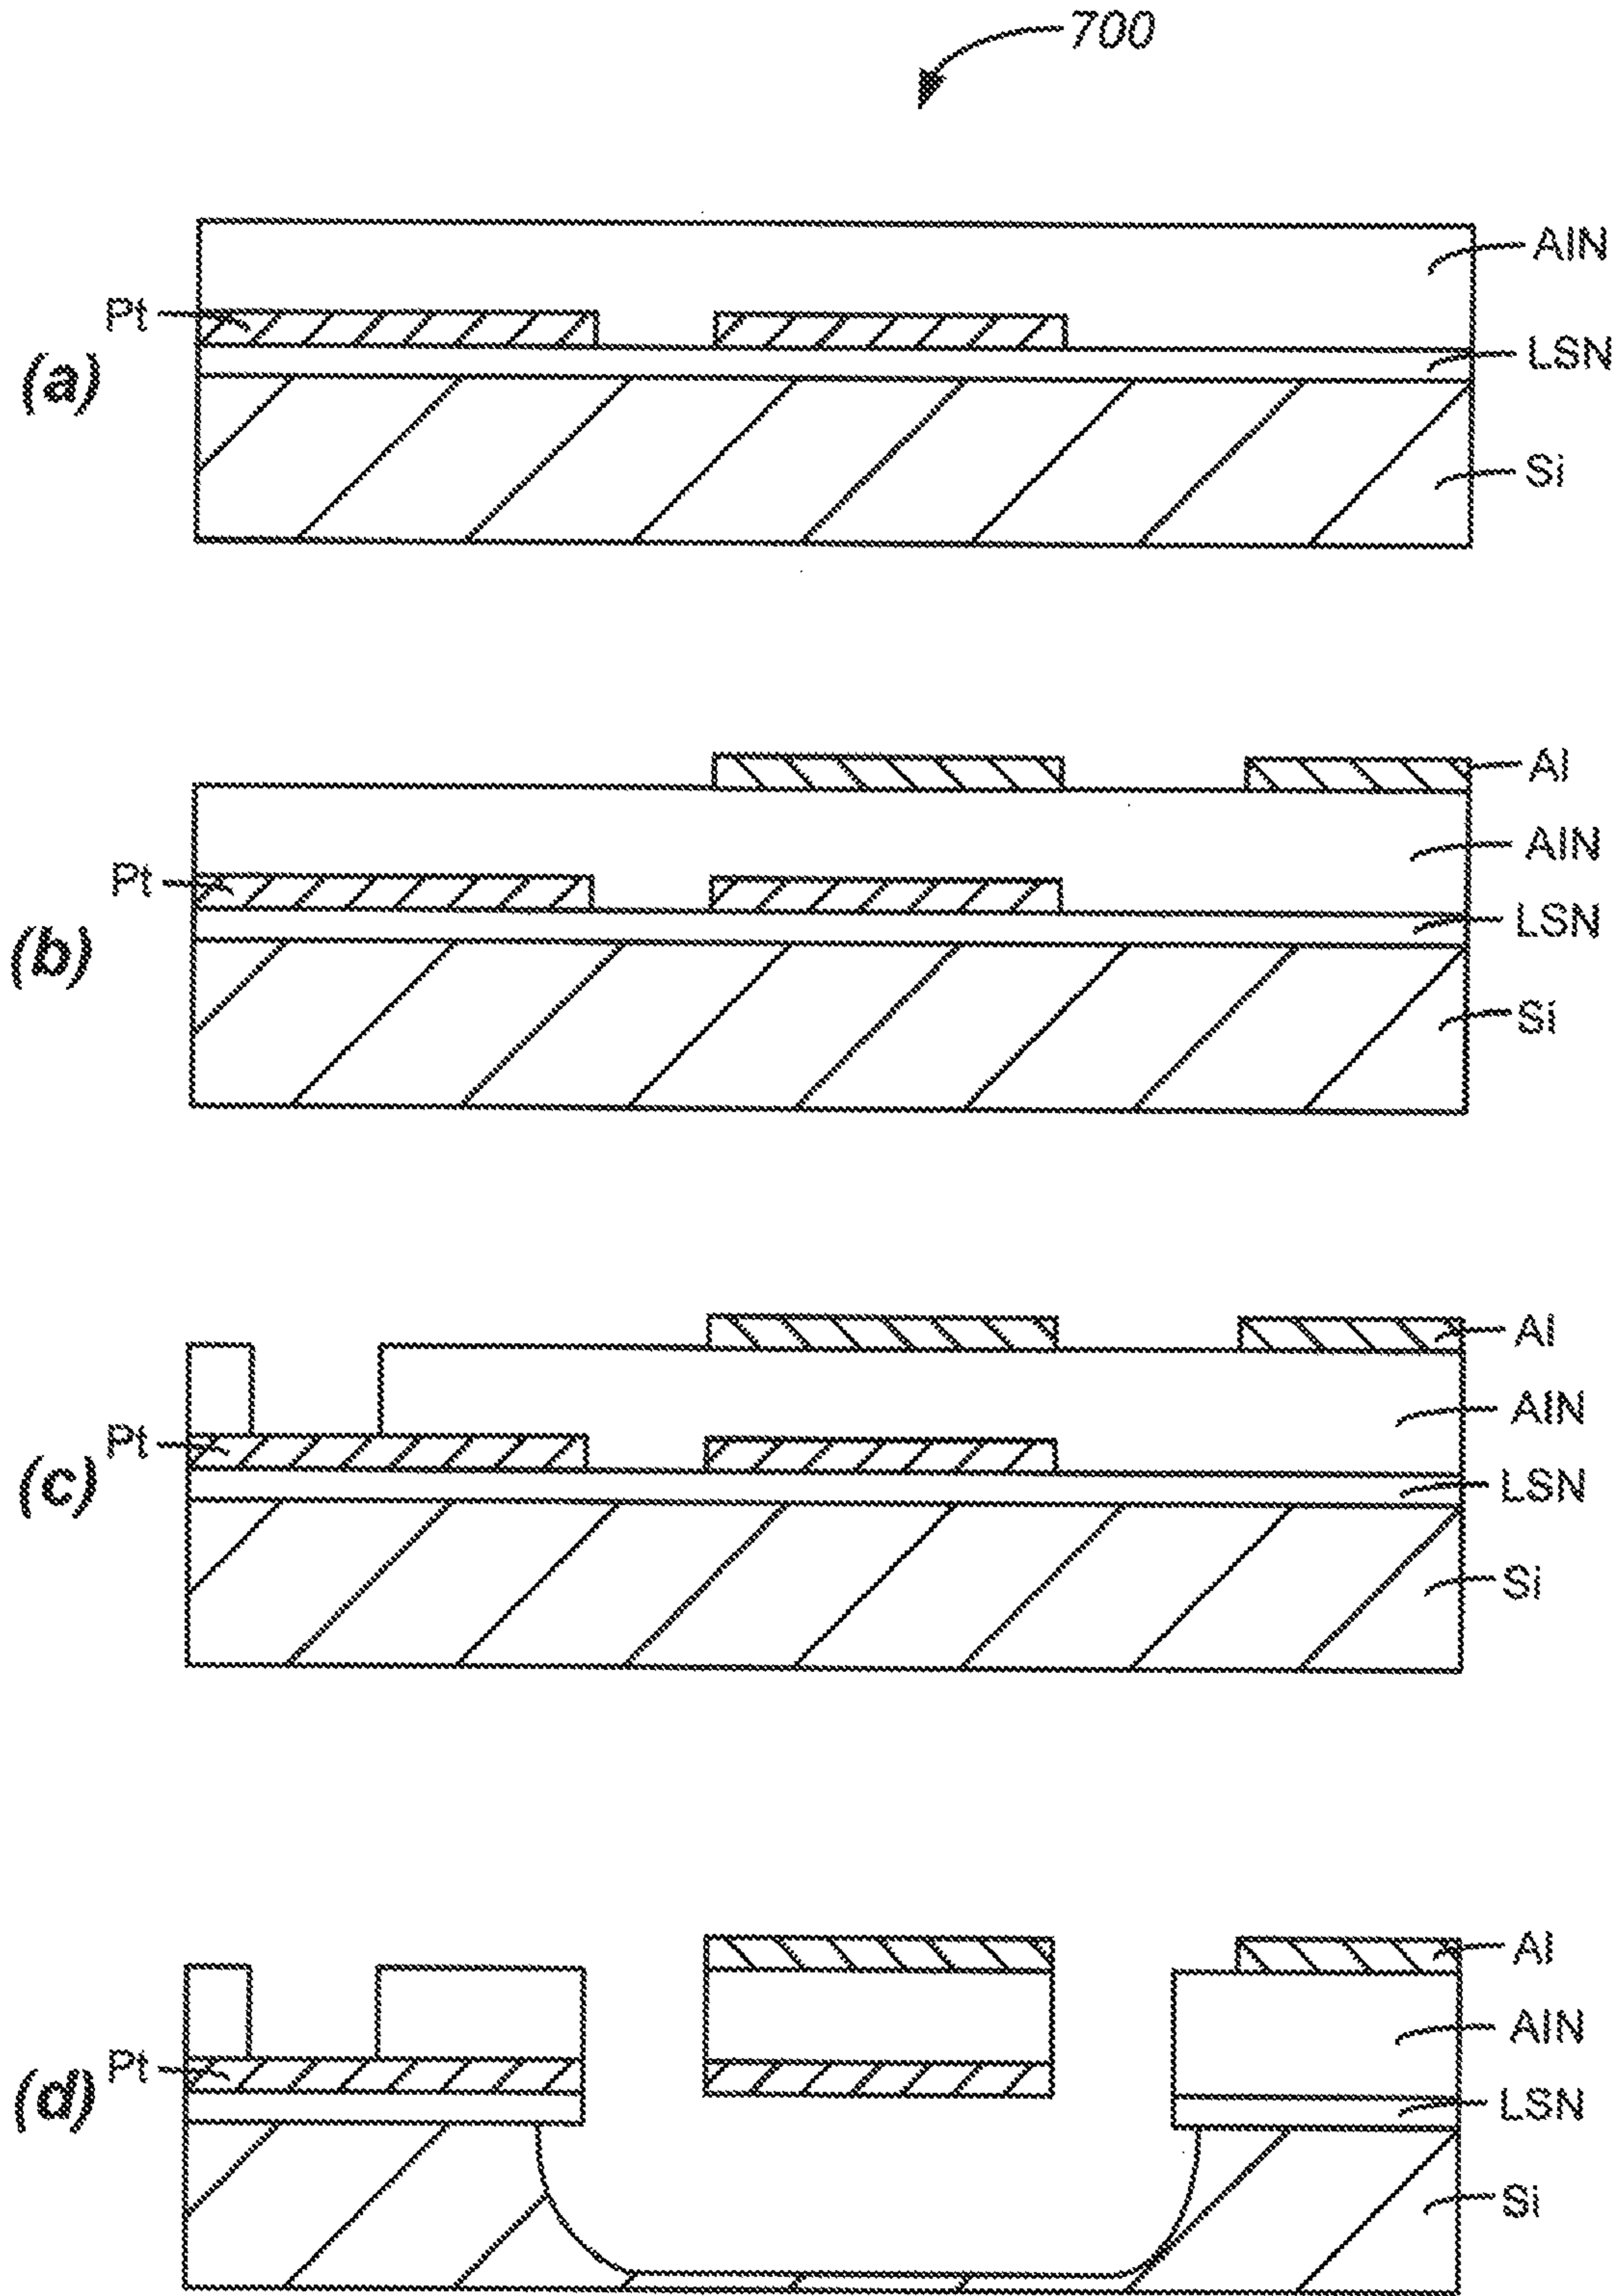 700
AlN
Pt
LSN
(a)
Si
Al
AlN
Pt
LSN
(b)
Si
Al
AlN
Pt
LSN
(c)
Si
Al
AlN
Pt
LSN
(d)
Si